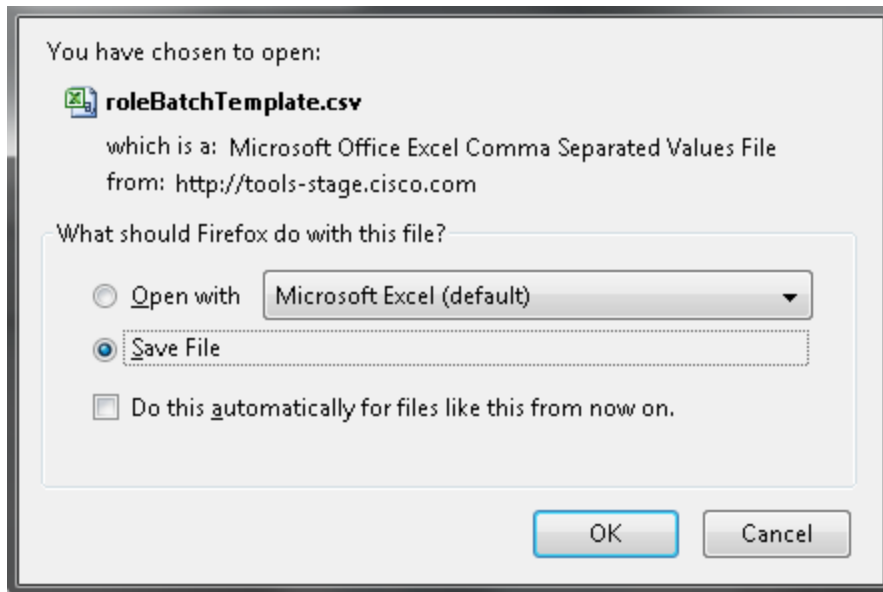 You have chosen to open:
roleBatchTemplate.csv
which is a: Microsoft Office Excel Comma Separated Values File
from: http://tools-stage.cisco.com
What should Firefox do with this file?
Open with Microsoft Excel (default)
Save File
Do this automatically for files like this from now on.
OK Cancel